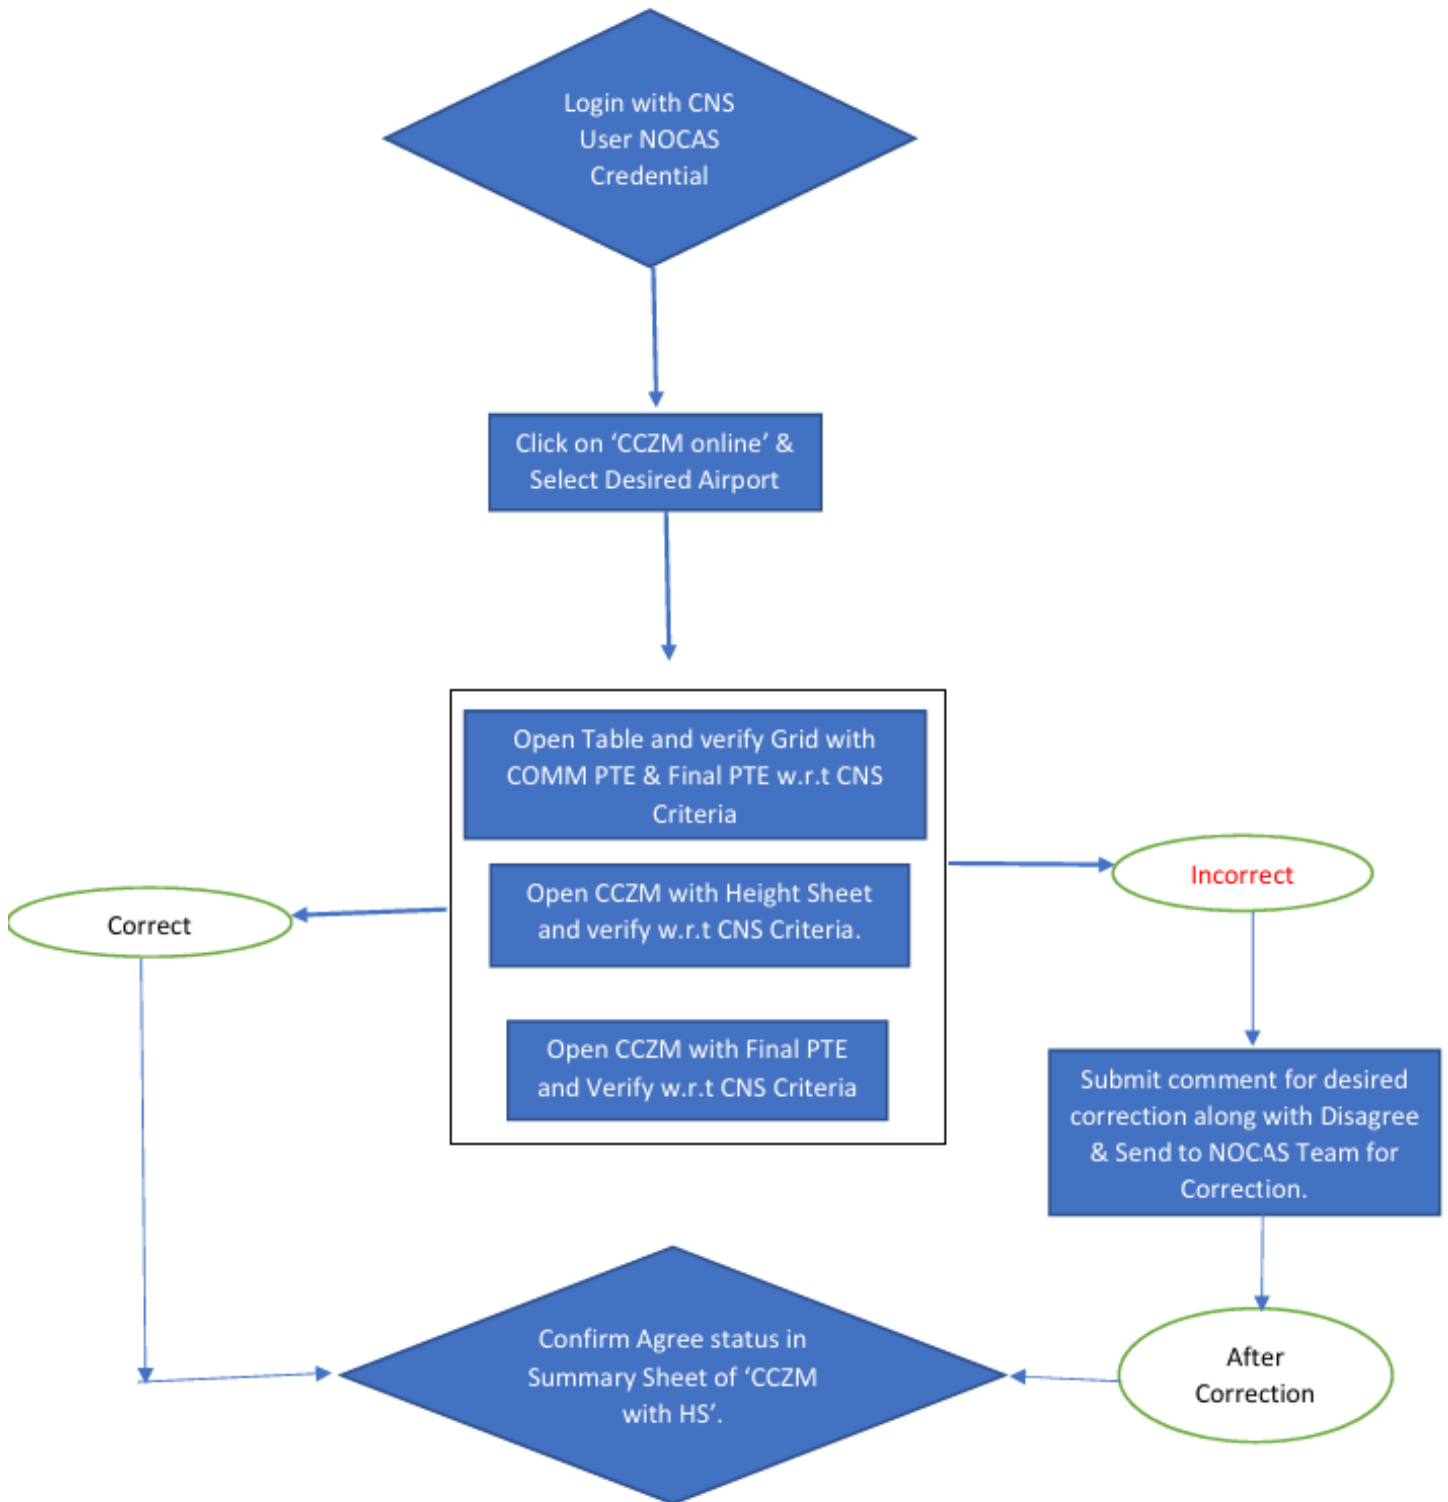 Login with CNS
User NOCAS
Credential
Click on ‘CCZM online’ &
Select Desired Airport
Open Table and verify Grid with
COMM PTE & Final PTE w.r.t CNS
Criteria
Open CCZM with Height Sheet
and verify w.r.t CNS Criteria.
Open CCZM with Final PTE
and Verify w.r.t CNS Criteria
Correct
Incorrect
Submit comment for desired
correction along with Disagree
& Send to NOCAS Team for
Correction.
After
Correction
Confirm Agree status in
Summary Sheet of ‘CCZM
with HS’.